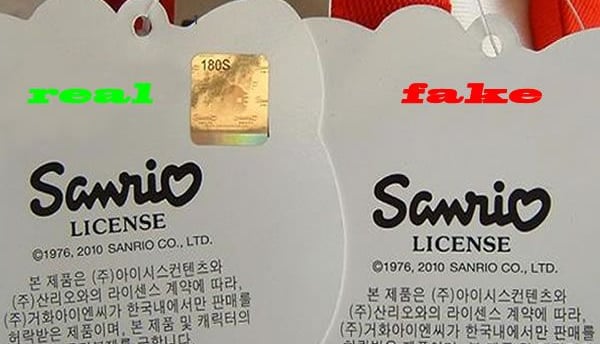 real
180S
Sanrio
LICENSE
©1976, 2010 SANRIO CO., LTD.
본 제품은 (주)아이시스컨텐츠와
(주)산리오와의 라이센스 계약에 따라,
(주)거화아이엔씨가 한국내에서만 판매를
허락받은 제품이며, 본 제품 및 캐릭터의
fake
Sanrio
LICENSE
©1976, 2010 SANRIO CO., LTD.
본 제품은 (주)아이시스컨텐츠와
(주)산리오와의 라이센스 계약에 따라,
(주)거화아이엔씨가 한국내에서만 판매를